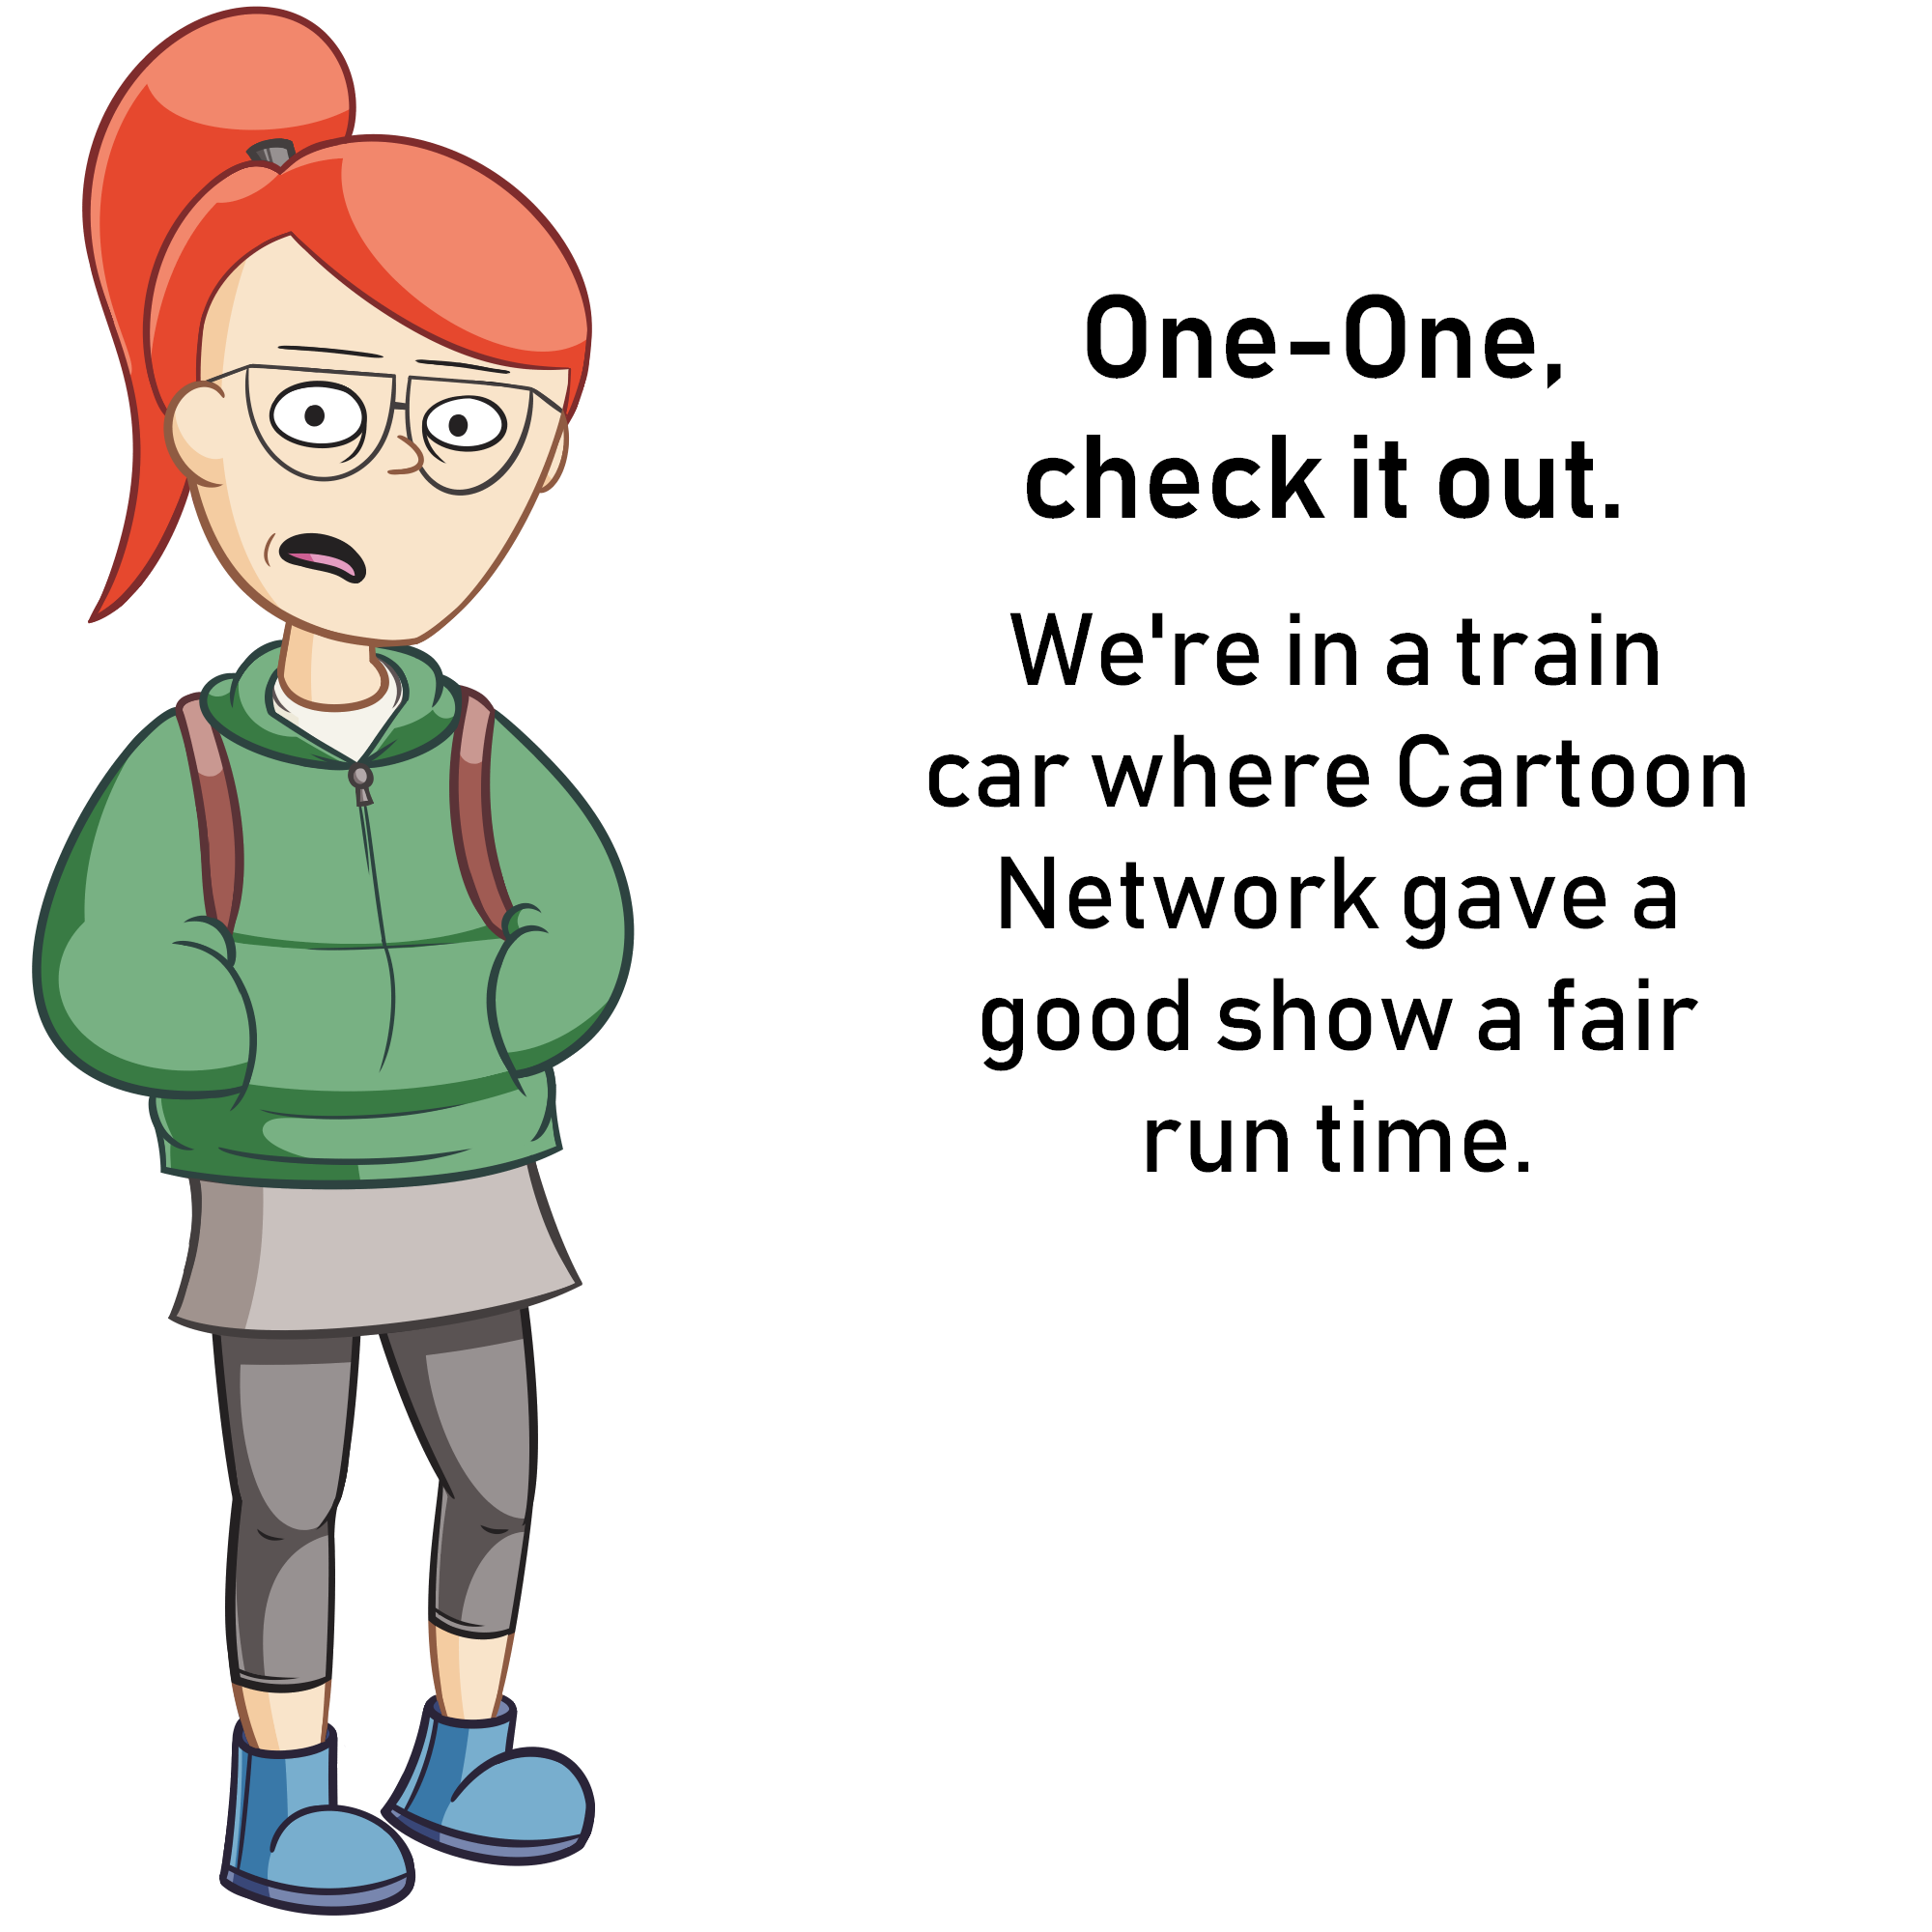 One-One,
check it out.
We're in a train
car where Cartoon
Network gave a
good show a fair
run time.